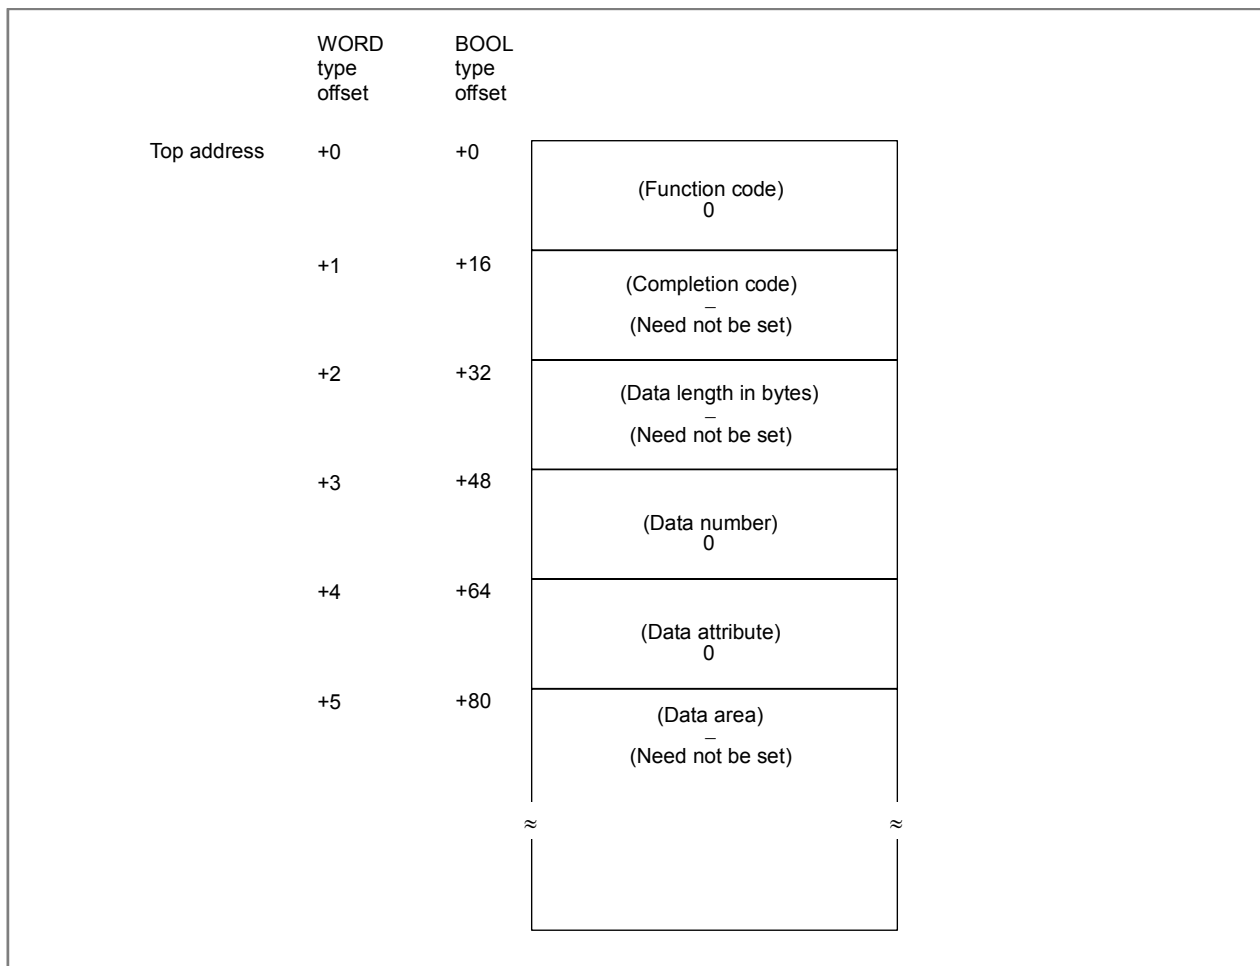 WORD type offset
BOOL type offset
Top address +0 +0
(Function code)
0
+1 +16
(Completion code)
–
(Need not be set)
+2 +32
(Data length in bytes)
–
(Need not be set)
+3 +48
(Data number)
0
+4 +64
(Data attribute)
0
+5 +80
(Data area)
–
(Need not be set)
≈ ≈